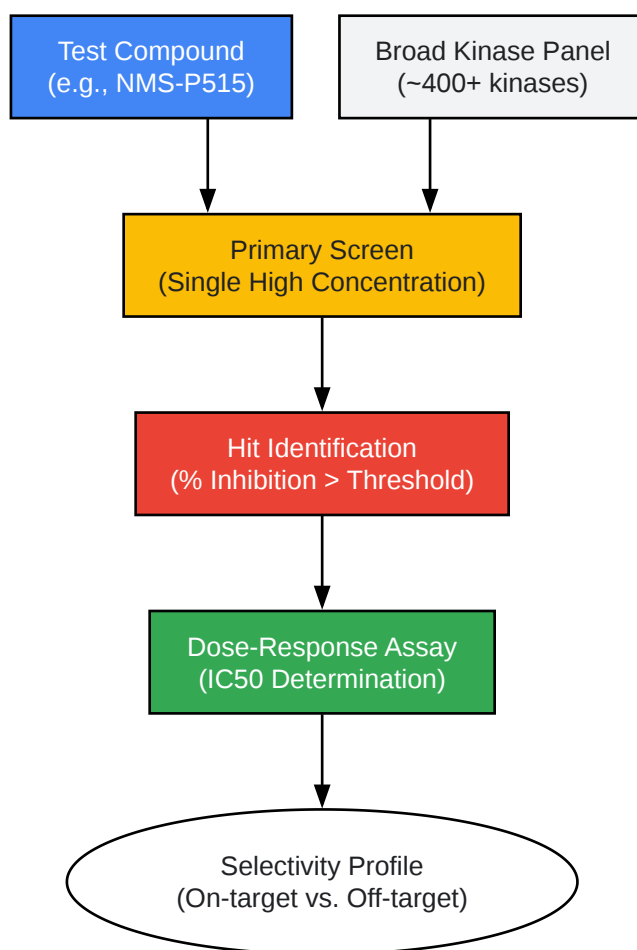 Test Compound
(e.g., NMS-P515)
Broad Kinase Panel
(~400+ kinases)
Primary Screen
(Single High Concentration)
Hit Identification
(% Inhibition > Threshold)
Dose-Response Assay
(IC50 Determination)
Selectivity Profile
(On-target vs. Off-target)